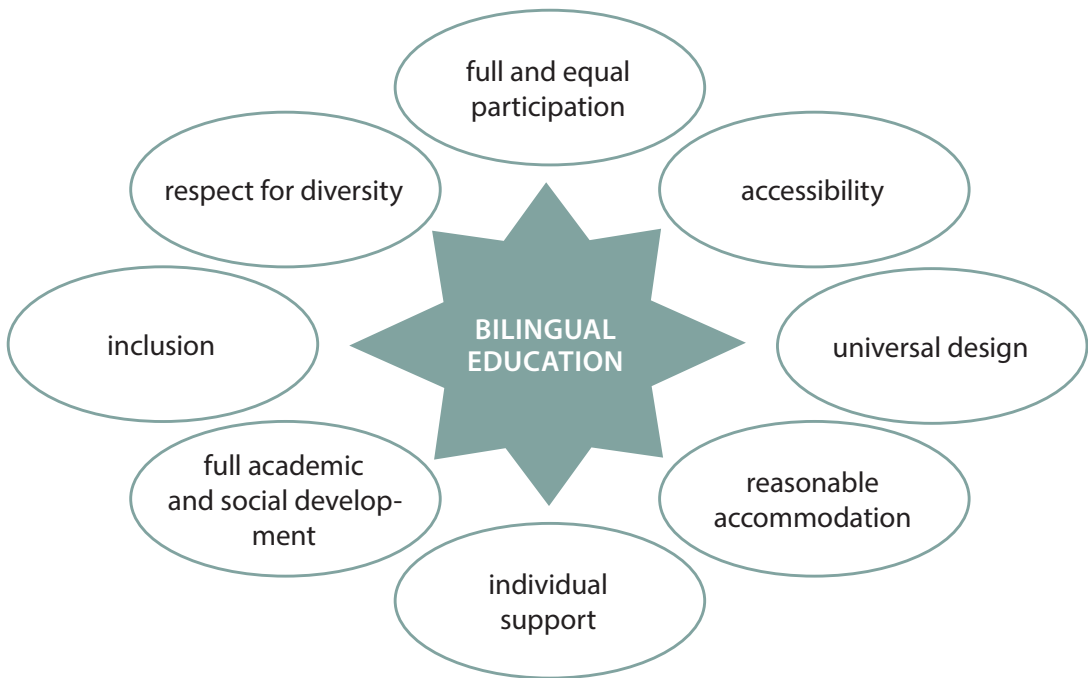 full and equal
participation
respect for diversity
accessibility
inclusion
BILINGUAL
EDUCATION
universal design
full academic
and social develop-
ment
reasonable
accommodation
individual
support